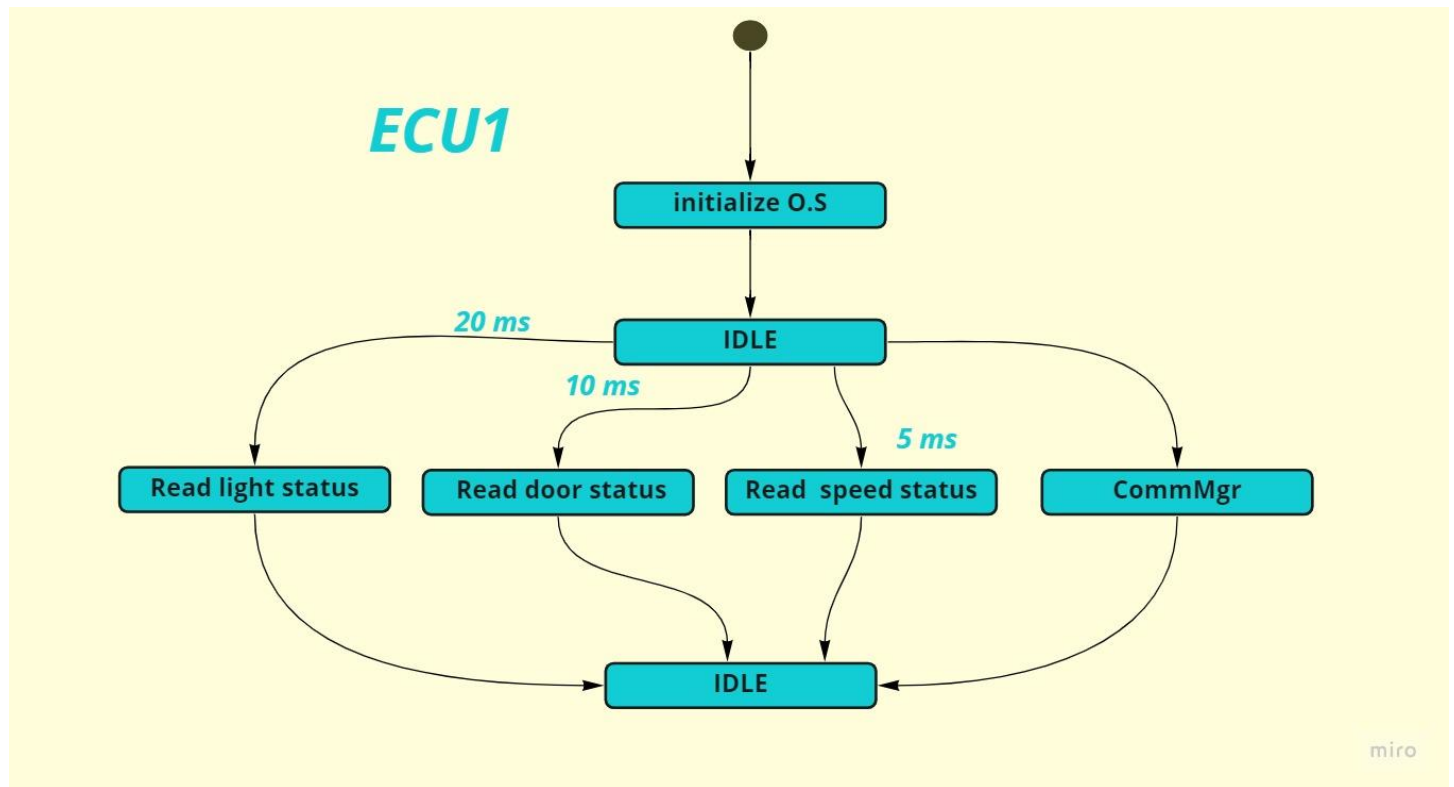 ECU1
initialize O.S
20 ms
IDLE
10 ms
5 ms
Read light status
Read door status
Read  speed status
CommMgr
IDLE
miro